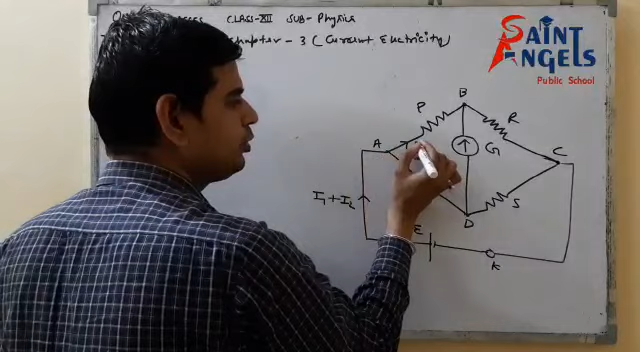 CLASS-XII SUB- Physics
chapter - 3 (Current Electricity)
SAINT
ANGELS
Public School
B
P
R
A
G
C
I₁ + I₂
S
D
E
K